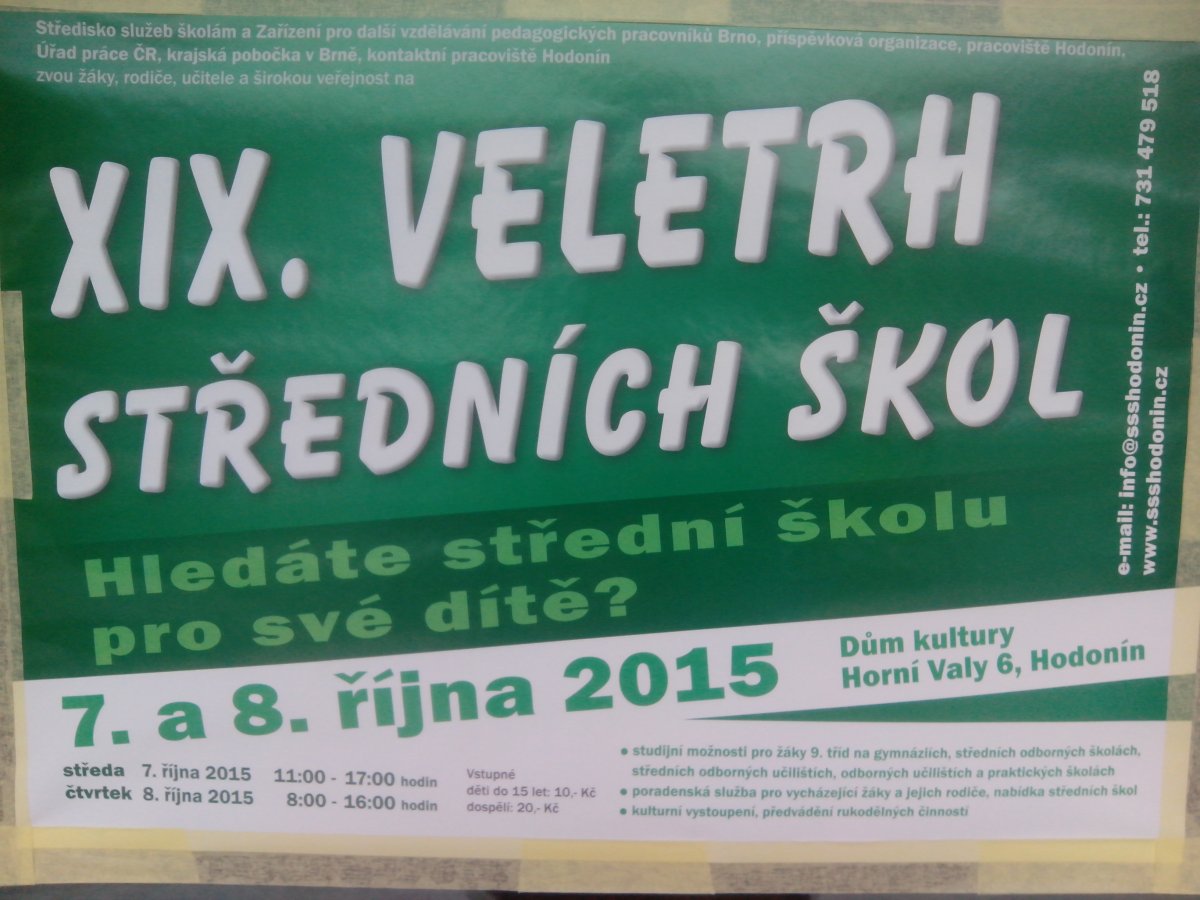 Středisko služeb školám a Zařízení pro další vzdělávání pedagogických pracovníků Brno, příspěvková organizace, pracoviště Hodonín,
Úřad práce ČR, krajská pobočka v Brně, kontaktní pracoviště Hodonín
zvou žáky, rodiče, učitele a širokou veřejnost na
XIX. VELETRH
STŘEDNÍCH ŠKOL
Hledáte střední školu
pro své dítě?
7. a 8. října 2015
Dům kultury
Horní Valy 6, Hodonín
středa 7. října 2015 11:00 - 17:00 hodin
čtvrtek 8. října 2015 8:00 - 16:00 hodin
Vstupné
děti do 15 let: 10,- Kč
dospělí: 20,- Kč
• studijní možnosti pro žáky 9. tříd na gymnáziích, středních odborných školách,
středních odborných učilištích, odborných učilištích a praktických školách
• poradenská služba pro vycházející žáky a jejich rodiče, nabídka středních škol
• kulturní vystoupení, předvádění rukodělných činností
e-mail: info@ssshodonin.cz • tel.: 731 479 518
www.ssshodonin.cz